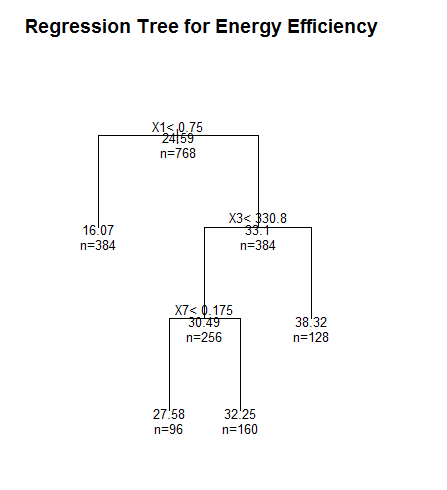 Regression Tree for Energy Efficiency
X1< 0.75
24.59
n=768
16.07
n=384
X3< 330.8
33.1
n=384
X7< 0.175
30.49
n=256
38.32
n=128
27.58
n=96
32.25
n=160